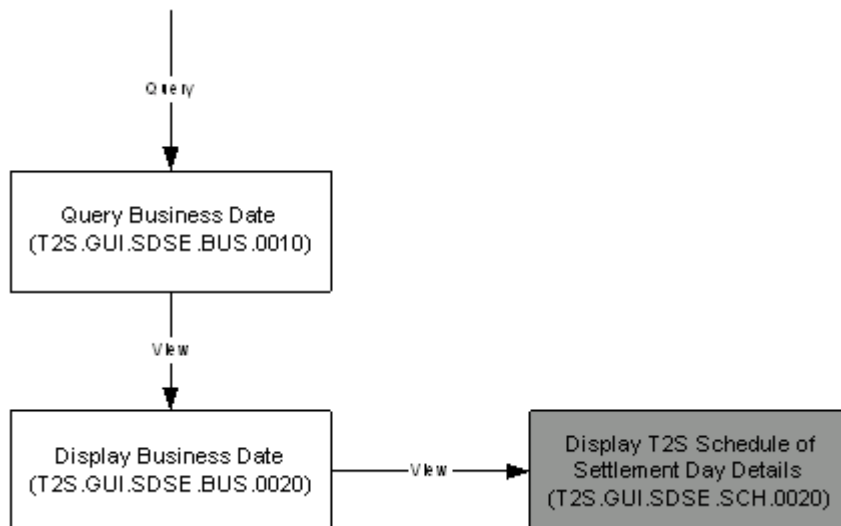 Query
Query Business Date
(T2S.GUI.SDSE.BUS.0010)
View
Display Business Date
(T2S.GUI.SDSE.BUS.0020)
View
Display T2S Schedule of
Settlement Day Details
(T2S.GUI.SDSE.SCH.0020)